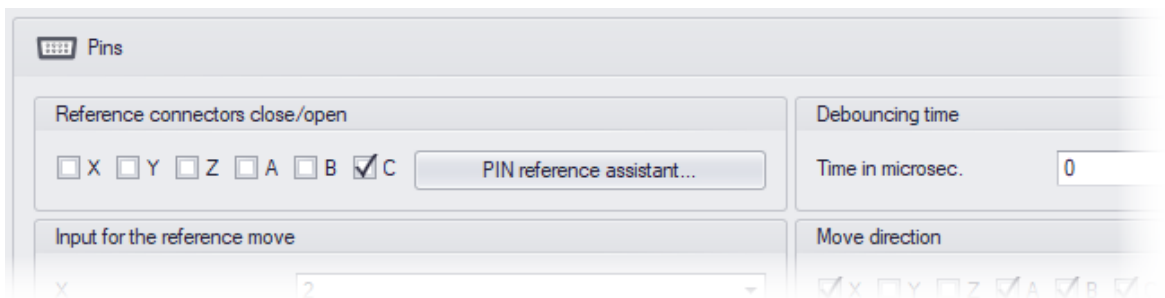 Pins
Reference connectors close/open
X Y Z A B C PIN reference assistant...
Debouncing time
Time in microsec. 0
Input for the reference move
X 2
Move direction
X Y Z A B C